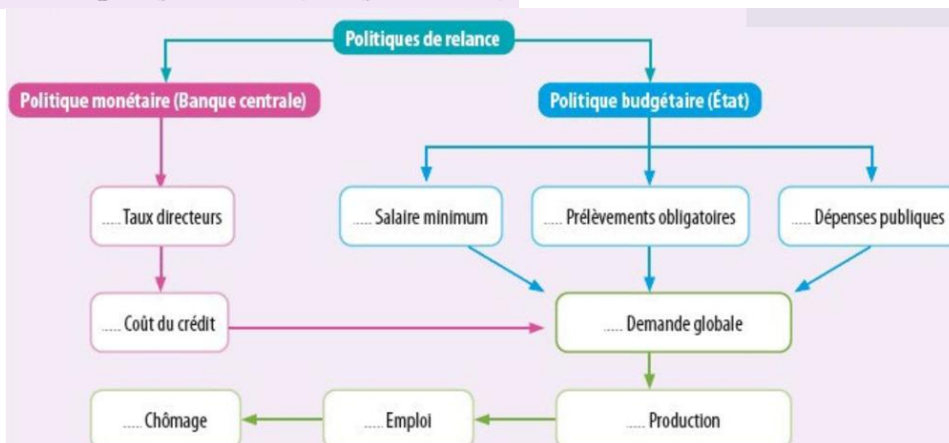 Politiques de relance
Politique monétaire (Banque centrale)
Politique budgétaire (État)
..... Taux directeurs
..... Salaire minimum
..... Prélèvements obligatoires
..... Dépenses publiques
..... Coût du crédit
..... Demande globale
..... Chômage
..... Emploi
..... Production